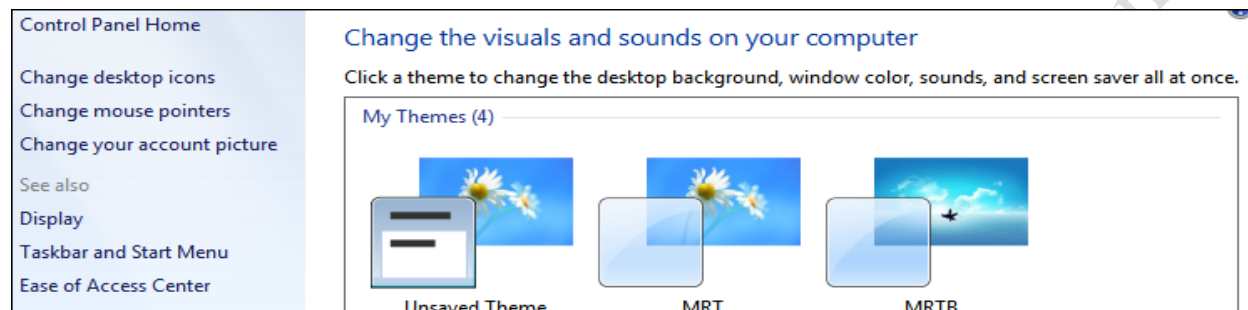 Control Panel Home
Change desktop icons
Change mouse pointers
Change your account picture
See also
Display
Taskbar and Start Menu
Ease of Access Center
Change the visuals and sounds on your computer
Click a theme to change the desktop background, window color, sounds, and screen saver all at once.
My Themes (4)
Unsaved Theme MRT MRTB